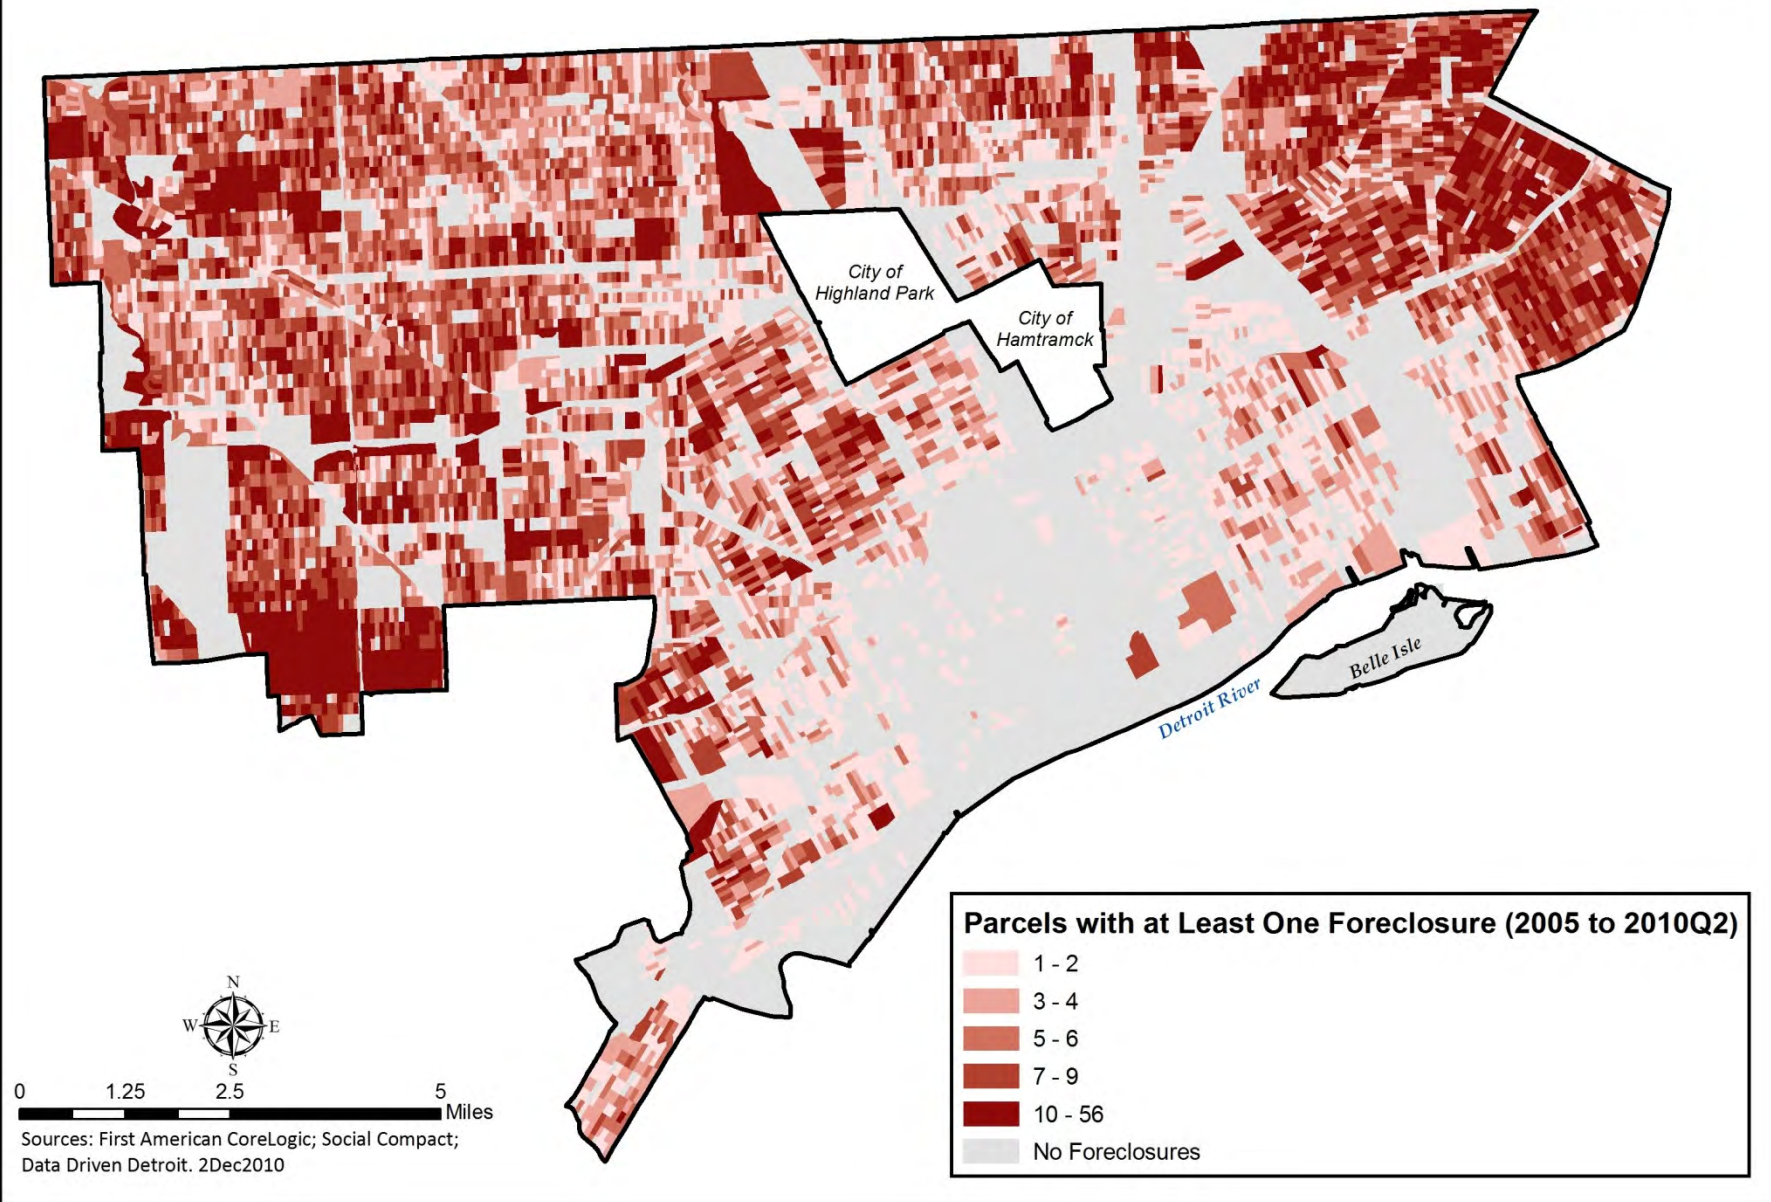 City of
Highland Park
City of
Hamtramck
Belle Isle
Detroit River
Parcels with at Least One Foreclosure (2005 to 2010Q2)
1 - 2
3 - 4
5 - 6
7 - 9
10 - 56
No Foreclosures
N
W E
S
0 1.25 2.5 5
Miles
Sources: First American CoreLogic; Social Compact;
Data Driven Detroit. 2Dec2010